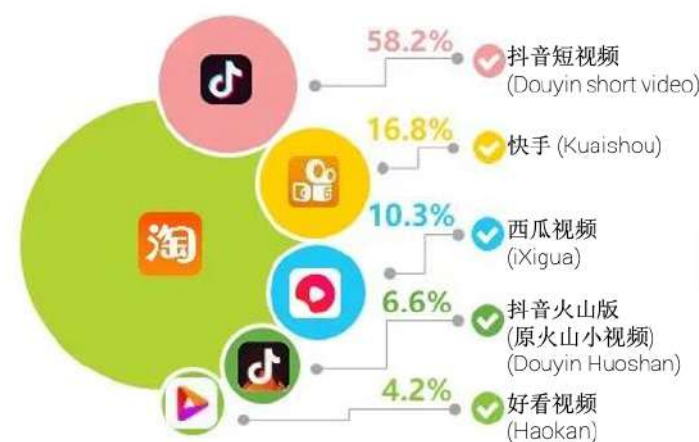 58.2%
抖音短视频
(Douyin short video)
16.8%
快手 (Kuaishou)
10.3%
西瓜视频
(iXigua)
淘
6.6%
抖音火山版
(原火山小视频)
(Douyin Huoshan)
4.2%
好看视频
(Haokan)